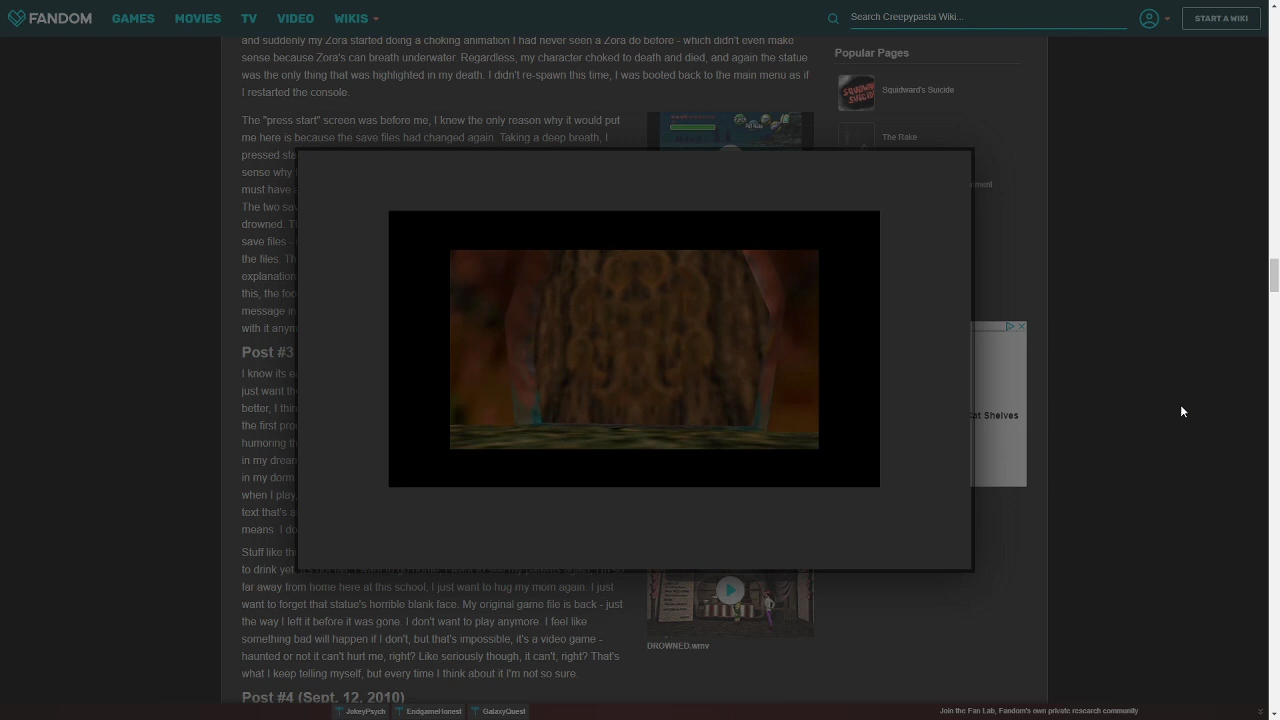 FANDOM
GAMES
MOVIES
TV
VIDEO
WIKIS
Search Creepypasta Wiki...
START A WIKI
and suddenly my Zora started doing a choking animation I had never seen a Zora do before - which didn't even make
sense because Zora's can breath underwater. Regardless, my character choked to death and died, and again the statue
was the only thing that was highlighted in my death. I didn't re-spawn this time, I was booted back to the main menu as if
I restarted the console.
The "press start" screen was before me, I knew the only reason why it would put
me here is because the save files had changed again. Taking a deep breath, I
pressed sta
sense why t
must have a
The two sav
drowned. T
save files -
the files. Th
explanation
this, the foo
message in
with it anym
Post #3
I know its ea
just want the
better, I thin
the first pro
humoring th
in my dream
in my dorm
when I play,
text that's a
means. I do
Stuff like thi
to drink yet
far away from home here at this school, I just want to hug my mom again. I just
want to forget that statue's horrible blank face. My original game file is back - just
the way I left it before it was gone. I don't want to play anymore. I feel like
something bad will happen if I don't, but that's impossible, it's a video game -
haunted or not it can't hurt me, right? Like seriously though, it can't, right? That's
what I keep telling myself, but every time I think about it I'm not so sure.
Post #4 (Sept. 12, 2010)
DROWNED.wmv
Popular Pages
Squidward's Suicide
The Rake
ment
Cat Shelves
JokeyPsych
EndgameHonest
GalaxyQuest
Join the Fan Lab, Fandom's own private research community